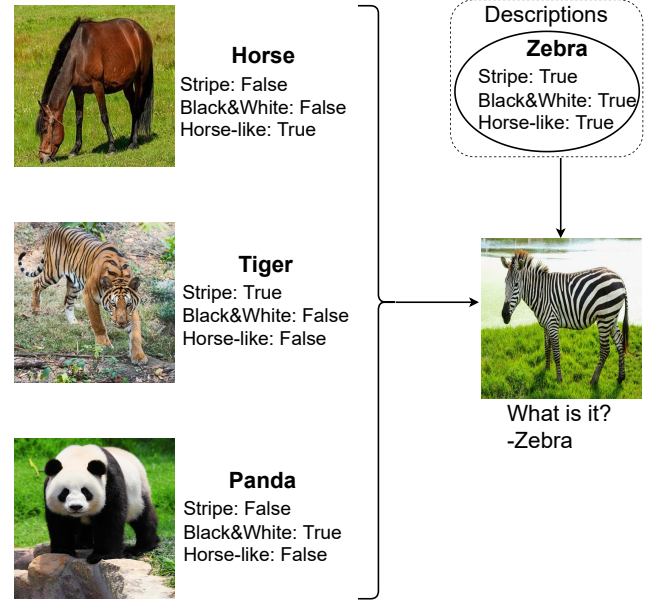 Horse
Stripe: False
Black&White: False
Horse-like: True
Tiger
Stripe: True
Black&White: False
Horse-like: False
Panda
Stripe: False
Black&White: True
Horse-like: False
Descriptions
Zebra
Stripe: True
Black&White: True
Horse-like: True
What is it?
-Zebra